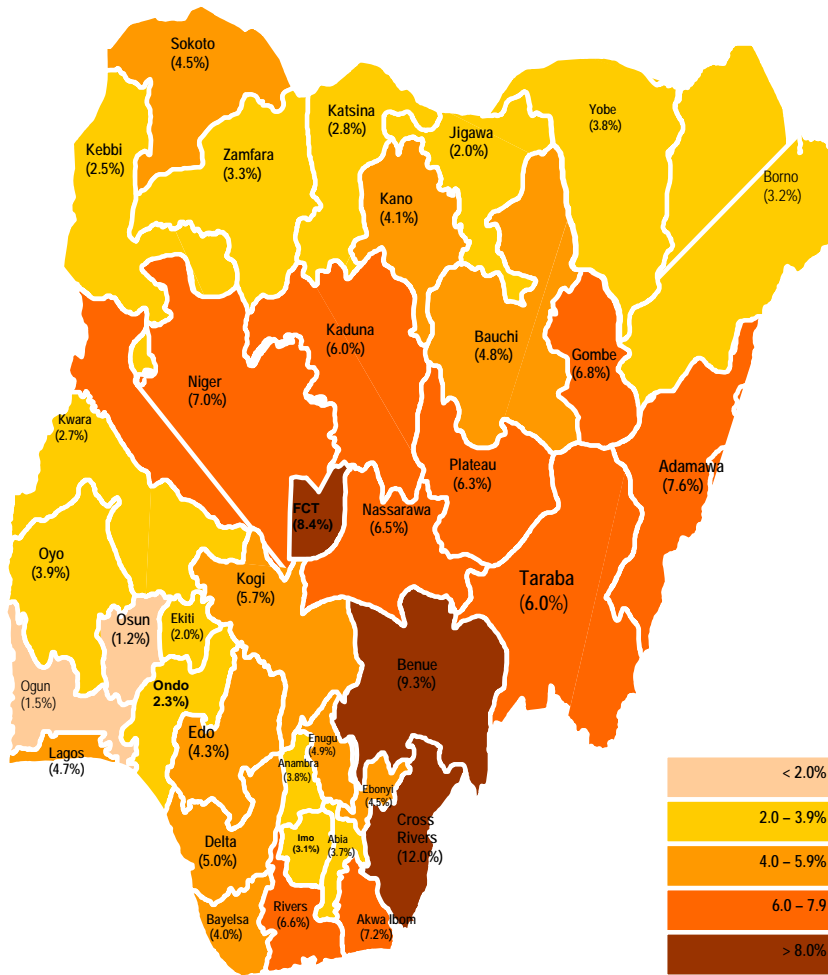 Sokoto
(4.5%)
Katsina
(2.8%)
Yobe
(3.8%)
Jigawa
(2.0%)
Kebbi
(2.5%)
Zamfara
(3.3%)
Borno
(3.2%)
Kano
(4.1%)
Kaduna
(6.0%)
Bauchi
(4.8%)
Gombe
(6.8%)
Niger
(7.0%)
Kwara
(2.7%)
Plateau
(6.3%)
Adamawa
(7.6%)
FCT
(8.4%)
Nassarawa
(6.5%)
Oyo
(3.9%)
Kogi
(5.7%)
Taraba
(6.0%)
Osun
(1.2%)
Ekiti
(2.0%)
Benue
(9.3%)
Ogun
(1.5%)
Ondo
2.3%)
Edo
(4.3%)
Enugu
(4.9%)
Lagos
(4.7%)
Anambra
(3.8%)
Ebonyi
(4.5%)
Cross
Rivers
(12.0%)
Delta
(5.0%)
Imo
(3.1%)
Abia
(3.7%)
Bayelsa
(4.0%)
Rivers
(6.6%)
Akwa Ibom
(7.2%)
< 2.0%
2.0 – 3.9%
4.0 – 5.9%
6.0 – 7.9
> 8.0%